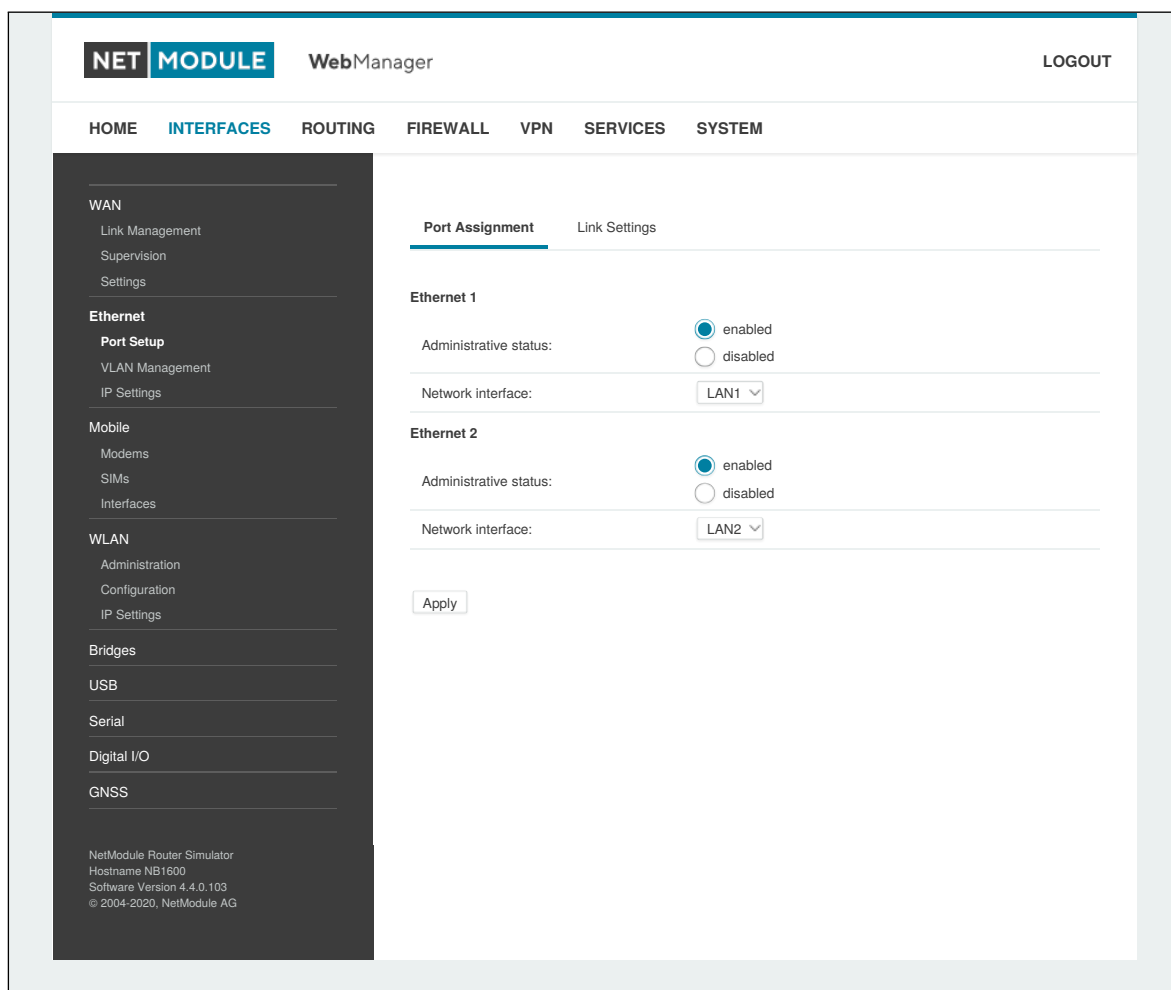 NET MODULE WebManager LOGOUT
HOME INTERFACES ROUTING FIREWALL VPN SERVICES SYSTEM
WAN
Link Management
Supervision
Settings
Ethernet
Port Setup
VLAN Management
IP Settings
Mobile
Modems
SIMs
Interfaces
WLAN
Administration
Configuration
IP Settings
Bridges
USB
Serial
Digital I/O
GNSS
NetModule Router Simulator
Hostname NB1600
Software Version 4.4.0.103
© 2004-2020, NetModule AG
Port Assignment Link Settings
Ethernet 1
Administrative status:
enabled
disabled
Network interface: LAN1
Ethernet 2
Administrative status:
enabled
disabled
Network interface: LAN2
Apply